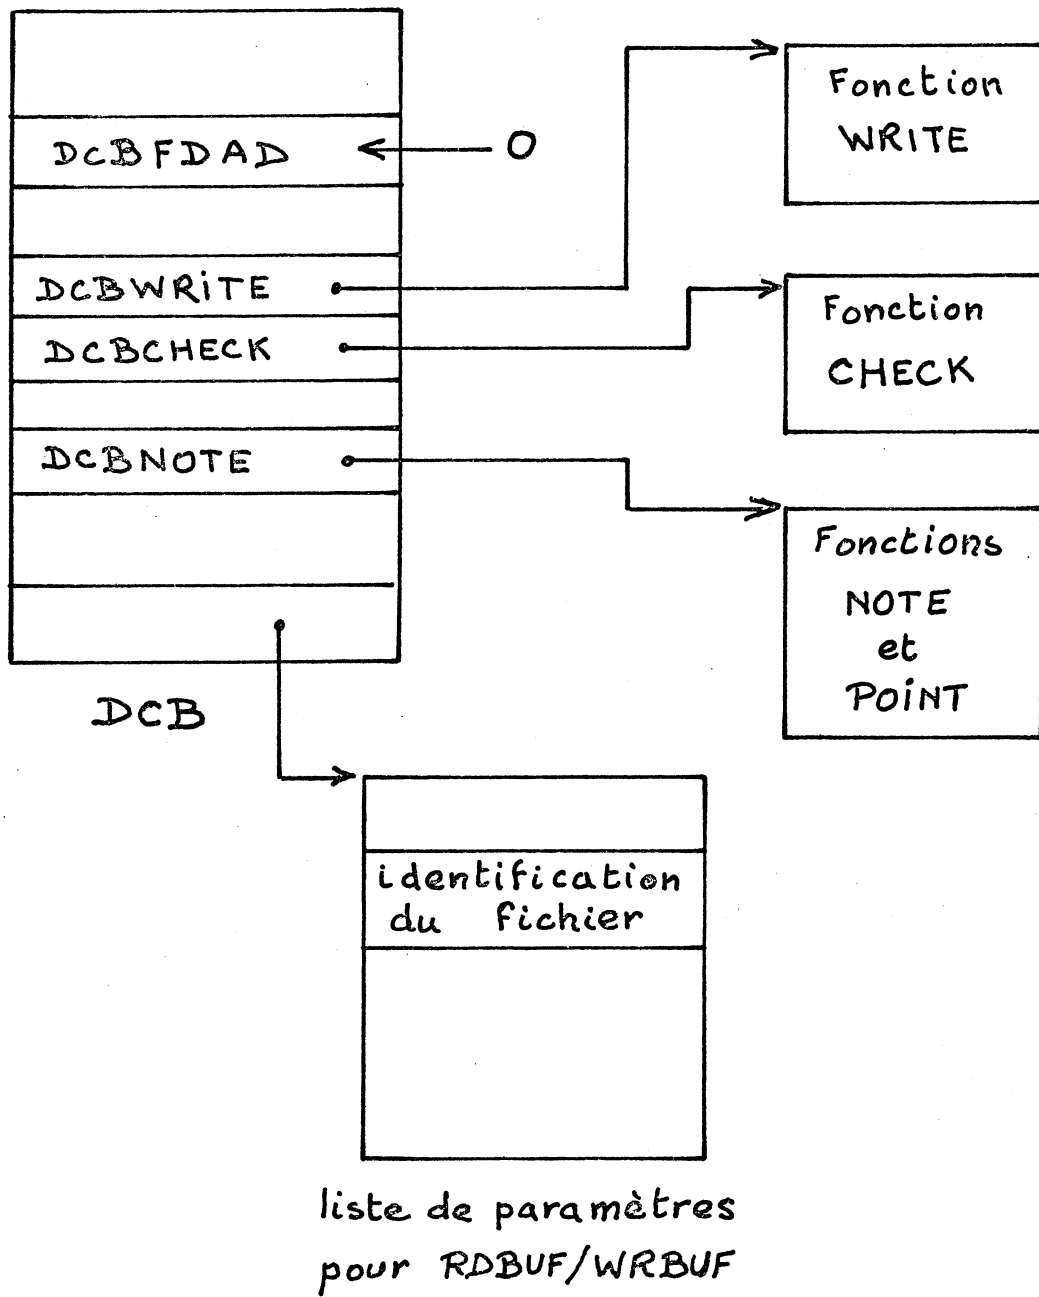 DCBFDAD
O
DCBWRiTE
DCBCHECK
DCBNOTE
DCB
Fonction
WRITE
Fonction
CHECK
Fonctions
NOTE
et
POiNT
identification
du fichier
liste de paramètres
pour RDBUF/WRBUF